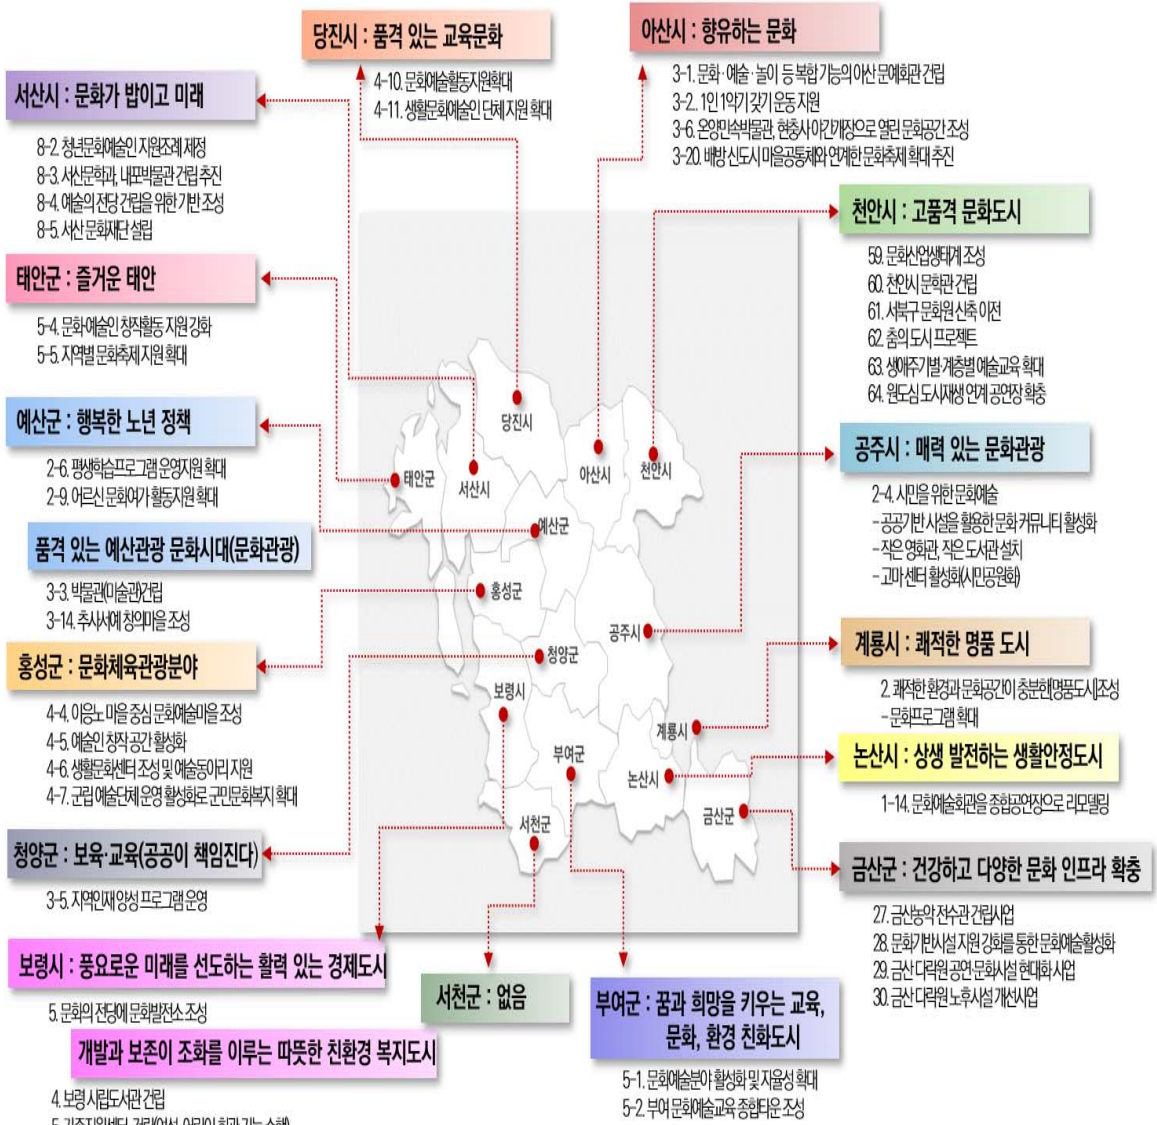 당진시 : 품격 있는 교육문화
4-10. 문화예술활동지원확대
4-11. 생활문화예술인 단체 지원 확대
아산시 : 향유하는 문화
3-1. 문화·예술·놀이 등 복합 기능의 아산 문예회관 건립
3-2.. 1인 1악기 갖기 운동 지원
3-6. 온양민속박물관, 현충사 야간개장으로 열린 문화공간 조성
3-20. 배방 신도시 마을공동체와 연계한 문화축제 확대 추진
서산시 : 문화가 밥이고 미래
8-2. 청년문화예술인 지원조례 제정
8-3. 서산문학관, 내포박물관 건립 추진
8-4. 예술의 전당 건립을 위한 기반 조성
8-5. 서산 문화재단 설립
천안시 : 고품격 문화도시
59. 문화산업생태계 조성
60. 천안시 문학관 건립
61. 서북구 문화원 신축 이전
62. 춤의 도시 프로젝트
63. 생애주기별·계층별 예술교육 확대
64. 원도심 도시재생 연계 공연장 확충
태안군 : 즐거운 태안
5-4. 문화·예술인 창작활동 지원 강화
5-5. 지역별 문화축제 지원 확대
예산군 : 행복한 노년 정책
2-6. 평생학습프로그램 운영지원 확대
2-9. 어르신 문화여가 활동지원 확대
품격 있는 예산관광 문화시대(문화관광)
3-3. 박물관(미술관)건립
3-14. 추사서예 창의마을 조성
공주시 : 매력 있는 문화관광
2-4. 시민을 위한 문화예술
- 공공기반 시설을 활용한 문화 커뮤니티 활성화
- 작은 영화관, 작은 도서관 설치
- 고마 센터 활성화(시민공원화)
홍성군 : 문화체육관광분야
4-4. 이응노 마을 중심 문화예술마을 조성
4-5. 예술인 창작 공간 활성화
4-6. 생활문화센터 조성 및 예술동아리 지원
4-7. 군립 예술단체 운영 활성화로 군민문화복지 확대
계룡시 : 쾌적한 명품 도시
2. 쾌적한 환경과 문화공간이 충분한[명품도시]조성
- 문화프로그램 확대
논산시 : 상생 발전하는 생활안정도시
1-14. 문화예술회관을 종합공연장으로 리모델링
청양군 : 보육·교육(공공이 책임진다)
3-5. 지역인재 양성 프로그램 운영
금산군 : 건강하고 다양한 문화 인프라 확충
27. 금산농악 전수관 건립사업
28. 문화기반시설 지원 강화를 통한 문화예술활성화
29. 금산 다락원 공연·문화시설 현대화 사업
30. 금산 다락원 노후시설 개선사업
보령시 : 풍요로운 미래를 선도하는 활력 있는 경제도시
5. 문화의 전당에 문화발전소 조성
개발과 보존이 조화를 이루는 따뜻한 친환경 복지도시
4. 보령 시립도서관 건립
서천군 : 없음
부여군 : 꿈과 희망을 키우는 교육,
문화, 환경 친화도시
5-1. 문화예술분야 활성화 및 자율성 확대
5-2. 부여 문화예술교육 종합타운 조성
당진시
아산시
천안시
태안군
서산시
예산군
홍성군
공주시
청양군
보령시
계룡시
부여군
논산시
금산군
서천군